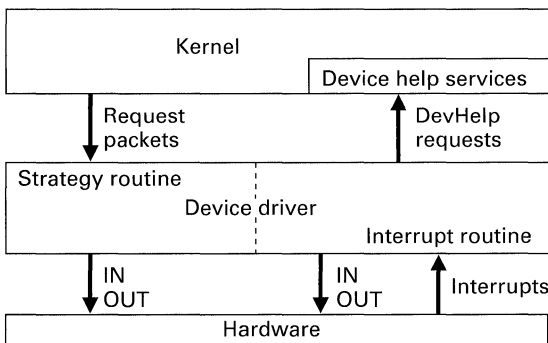 Kernel
Device help services
Request
packets
DevHelp
requests
Strategy routine
Device driver
Interrupt routine
IN
OUT
IN
OUT
Interrupts
Hardware